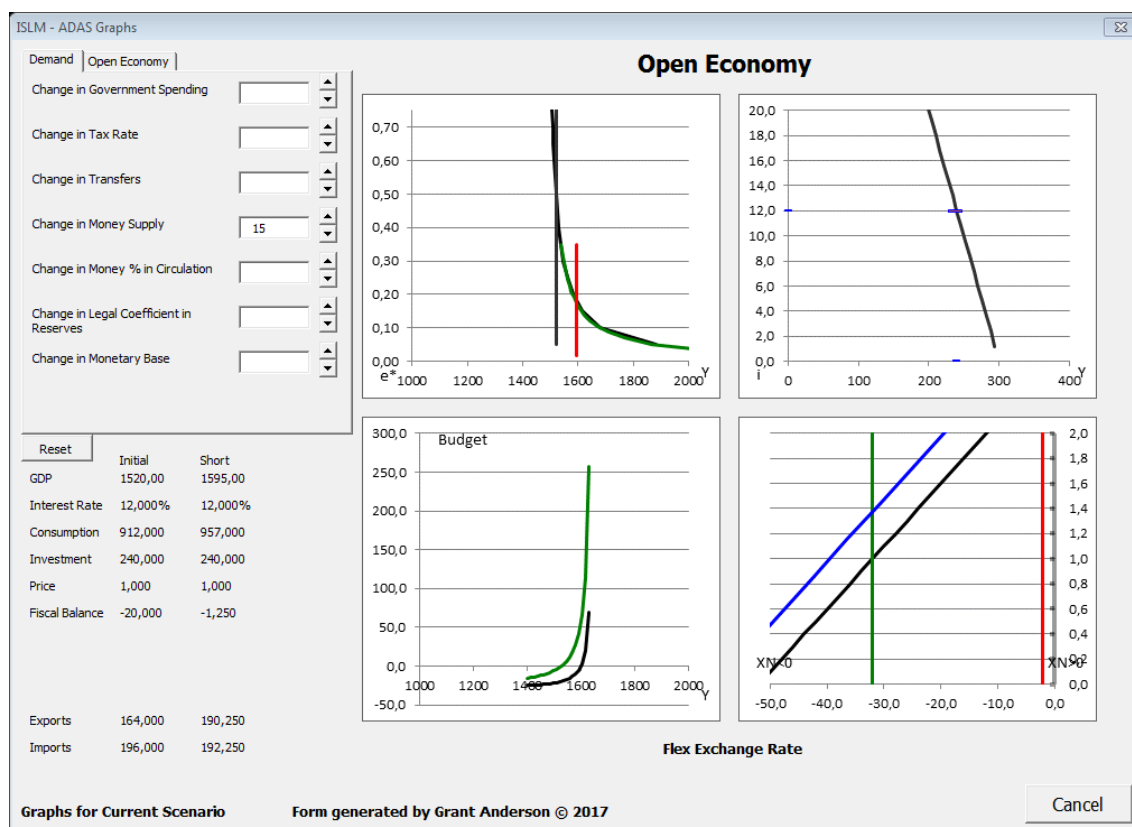 ISLM - ADAS Graphs
Demand
Open Economy
Change in Government Spending
Change in Tax Rate
Change in Transfers
Change in Money Supply
15
Change in Money % in Circulation
Change in Legal Coefficient in
Reserves
Change in Monetary Base
Reset
Initial Short
GDP 1520,00 1595,00
Interest Rate 12,000% 12,000%
Consumption 912,000 957,000
Investment 240,000 240,000
Price 1,000 1,000
Fiscal Balance -20,000 -1,250
Exports 164,000 190,250
Imports 196,000 192,250
Open Economy
0,70
0,60
0,50
0,40
0,30
0,20
0,10
0,00
e* 1000 1200 1400 1600 1800 2000 Y
20,0
18,0
16,0
14,0
12,0
10,0
8,0
6,0
4,0
2,0
0,0
i 0 100 200 300 400 Y
Budget
300,0
250,0
200,0
150,0
100,0
50,0
0,0
-50,0
1000 1200 1400 1600 1800 2000 Y
2,0
1,8
1,6
1,4
1,2
1,0
0,8
0,6
0,4
0,2
0,0
XN<0 XN>0
-50,0 -40,0 -30,0 -20,0 -10,0 0,0
Flex Exchange Rate
Graphs for Current Scenario Form generated by Grant Anderson © 2017
Cancel